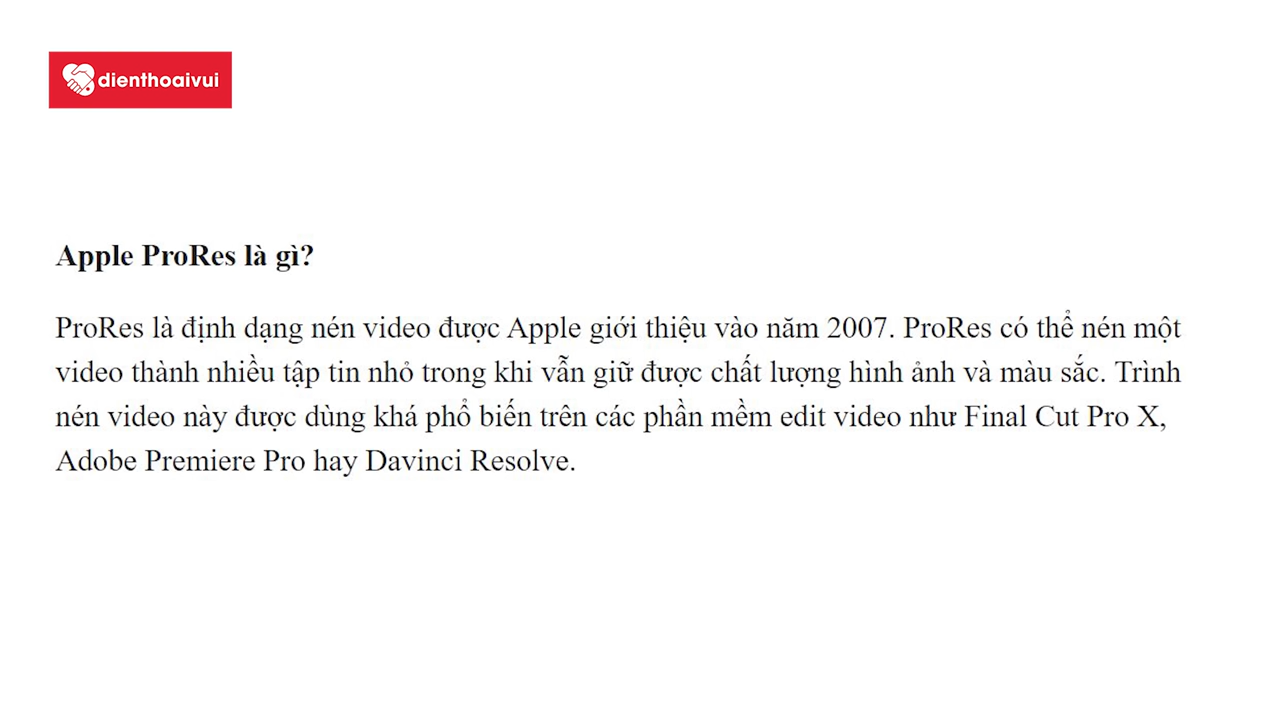 dienthoaivui
Apple ProRes là gì?
ProRes là định dạng nén video được Apple giới thiệu vào năm 2007. ProRes có thể nén một
video thành nhiều tập tin nhỏ trong khi vẫn giữ được chất lượng hình ảnh và màu sắc. Trình
nén video này được dùng khá phổ biến trên các phần mềm edit video như Final Cut Pro X,
Adobe Premiere Pro hay Davinci Resolve.